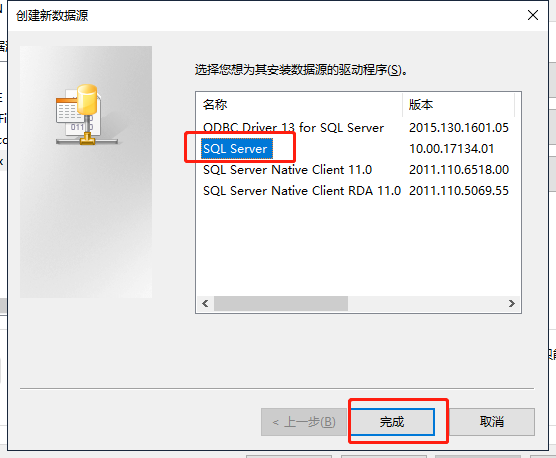 创建新数据源
选择您想为其安装数据源的驱动程序(S)。
名称 版本
ODBC Driver 13 for SQL Server 2015.130.1601.05
SQL Server 10.00.17134.01
SQL Server Native Client 11.0 2011.110.6518.00
SQL Server Native Client RDA 11.0 2011.110.5069.55
< 上一步(B) 完成 取消